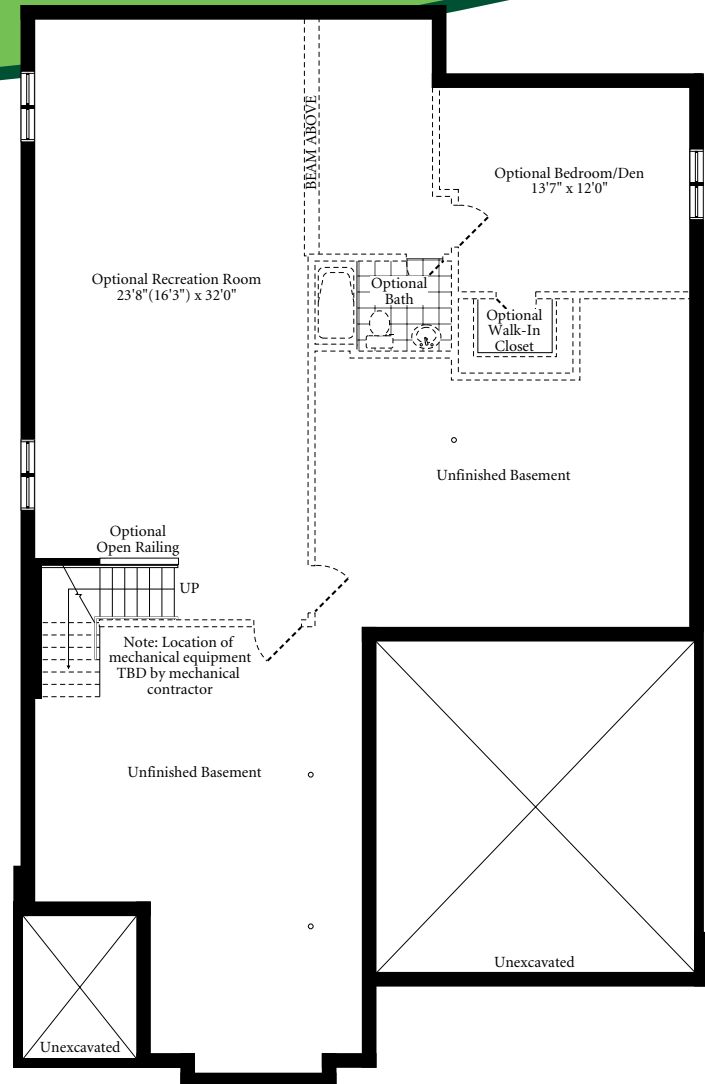 BEAM ABOVE
Optional Bedroom/Den
13'7" x 12'0"
Optional Recreation Room
23'8"(16'3") x 32'0"
Optional
Bath
Optional
Walk-In
Closet
Unfinished Basement
Optional
Open Railing
UP
Note: Location of
mechanical equipment
TBD by mechanical
contractor
Unfinished Basement
Unexcavated
Unexcavated